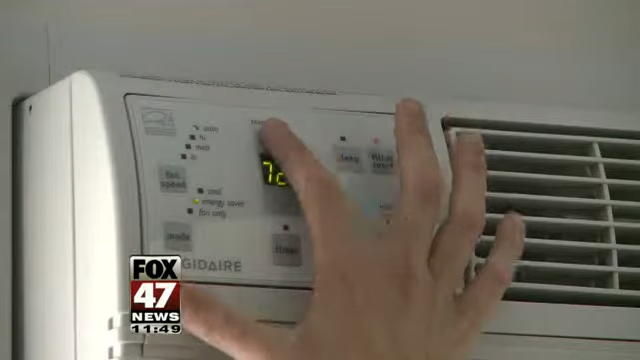 auto
hi
med
lo
fan
speed
cool
energy saver
fan only
mode
timer
sleep
filter
reset
GIDAIRE
FOX
47
NEWS
11:49